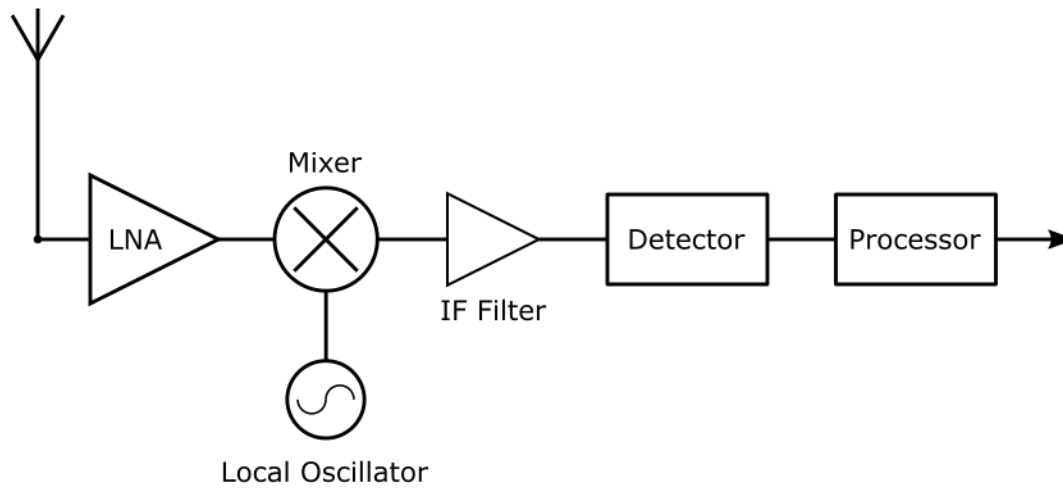 Mixer
LNA
Detector
Processor
IF Filter
Local Oscillator